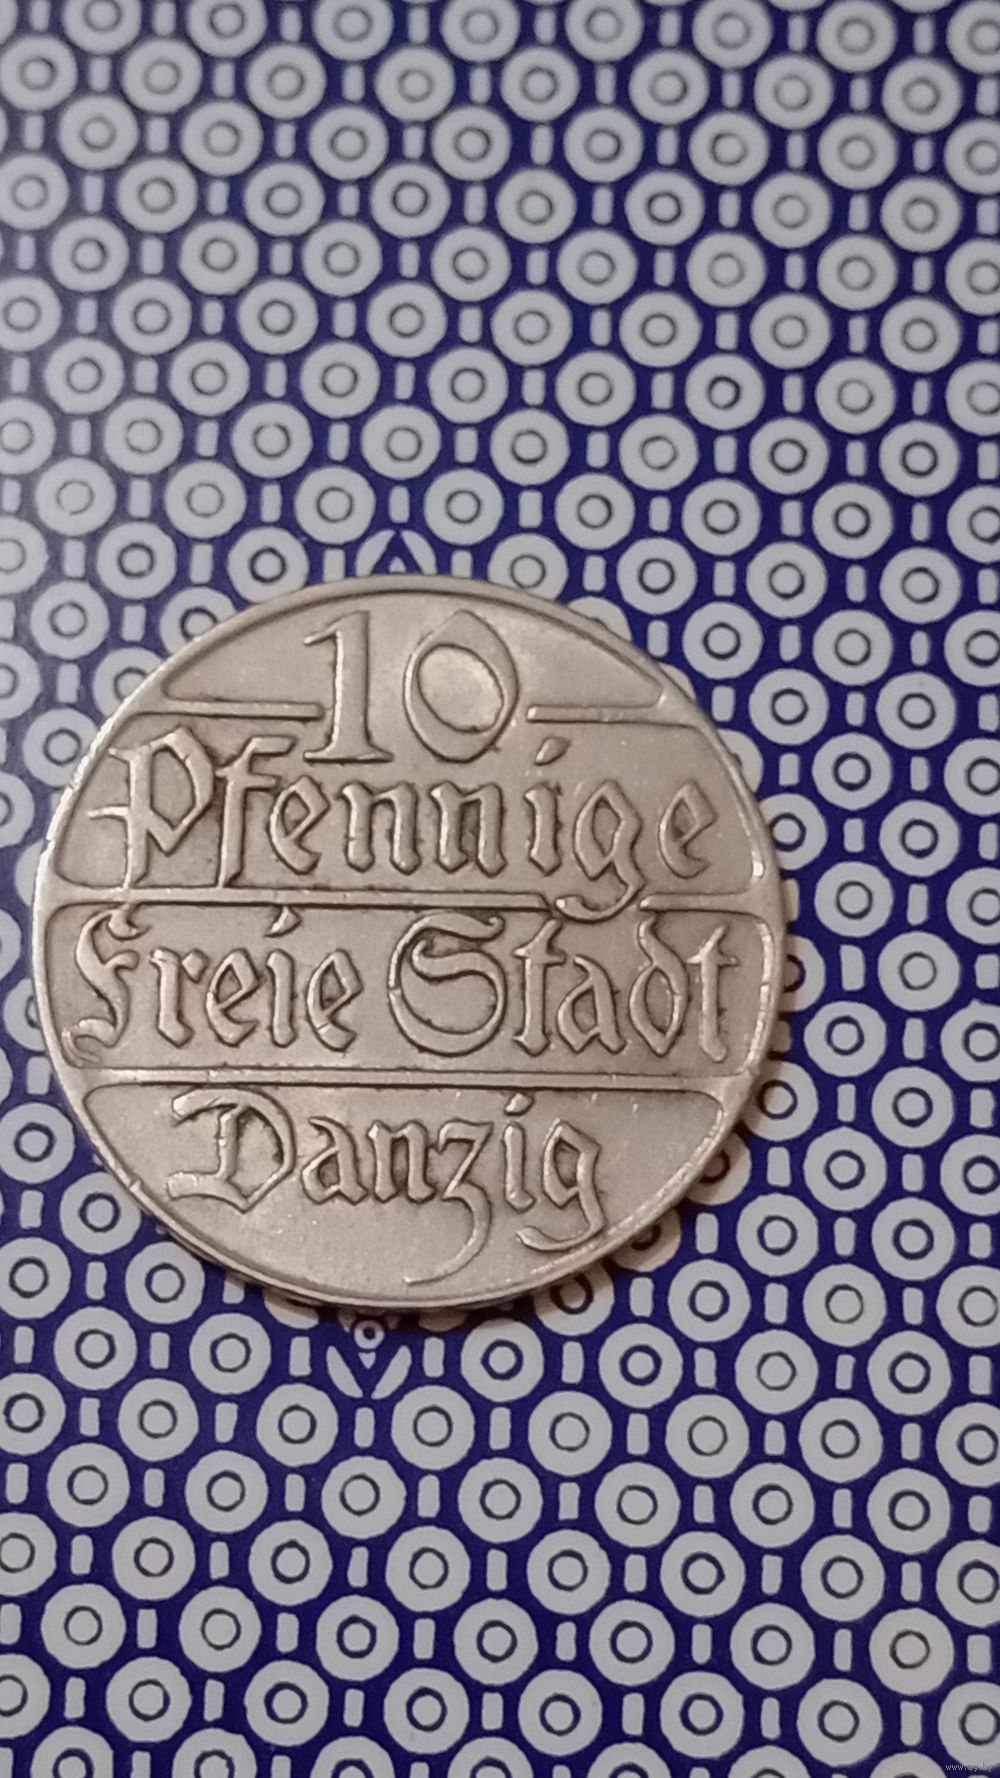 10
Pfennige
Freie Stadt
Danzig